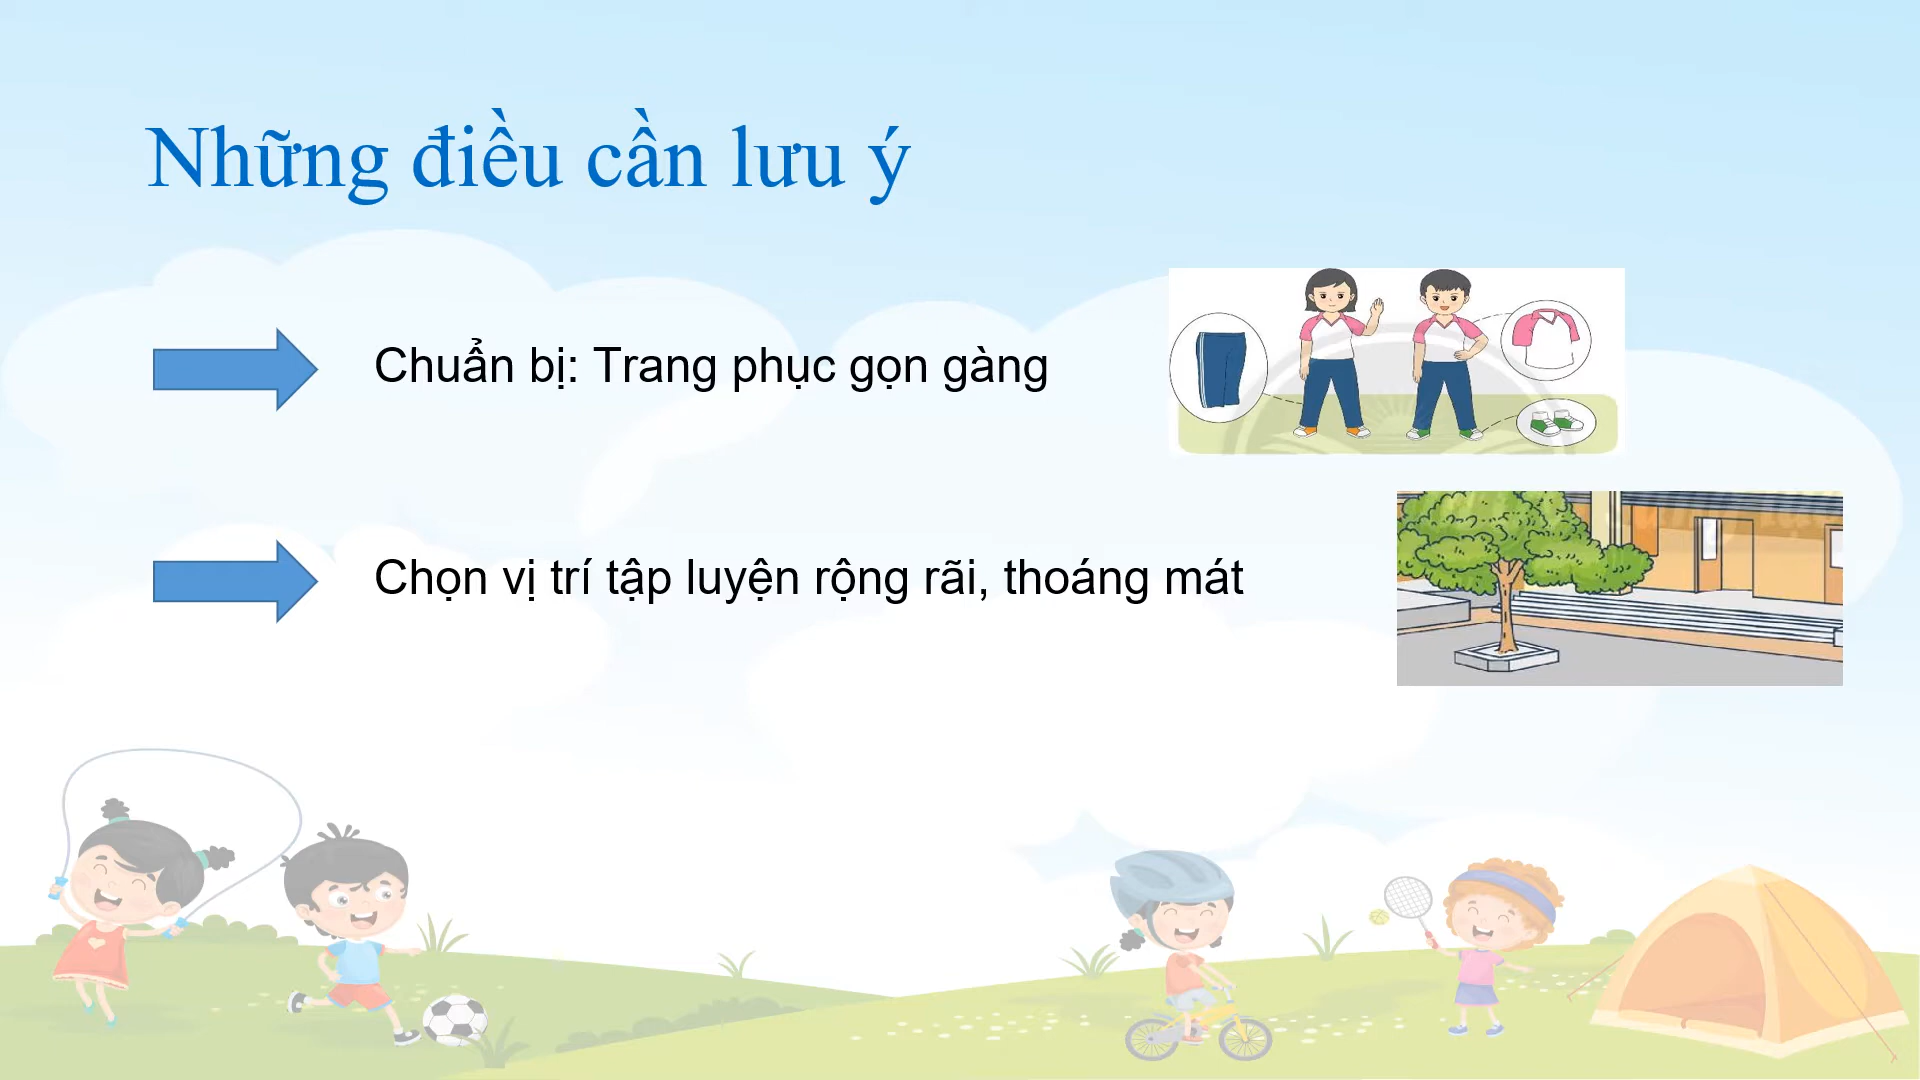 Những điều cần lưu ý
Chuẩn bị: Trang phục gọn gàng
Chọn vị trí tập luyện rộng rãi, thoáng mát